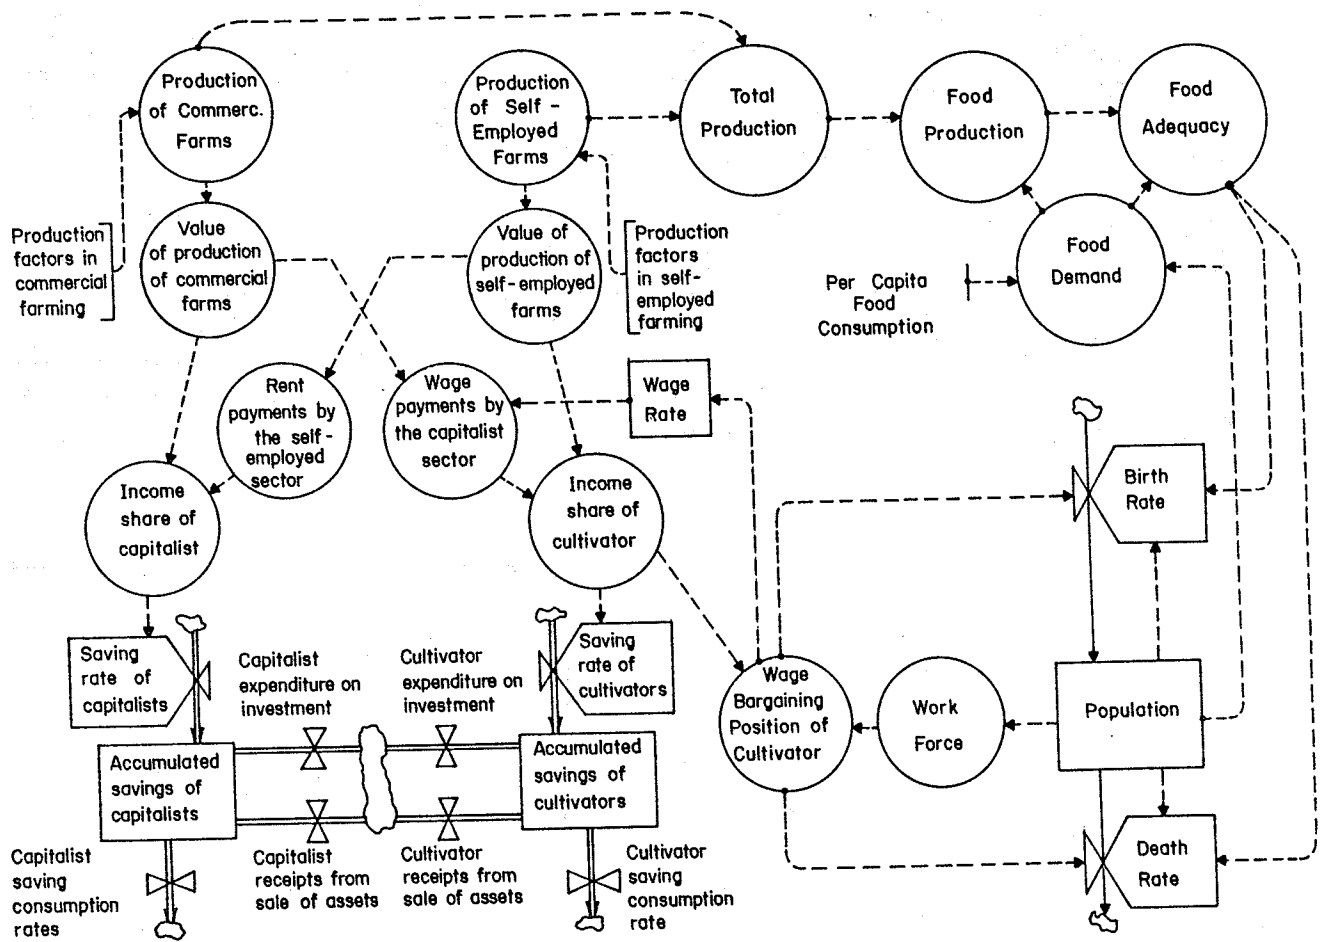 Production
of Commerc.
Farms
Production
of Self-
Employed
Farms
Total
Production
Food
Production
Food
Adequacy
Production
factors in
commercial
farming
Value
of production
of commercial
farms
Value of
production of
self-employed
farms
Production
factors
in self-
employed
farming
Per Capita
Food
Consumption
Food
Demand
Rent
payments by
the self-
employed
sector
Wage
payments by
the capitalist
sector
Wage
Rate
Income
share of
capitalist
Income
share of
cultivator
Birth
Rate
Saving
rate of
capitalists
Capitalist
expenditure on
investment
Cultivator
expenditure on
investment
Saving
rate of
cultivators
Wage
Bargaining
Position of
Cultivator
Work
Force
Population
Accumulated
savings of
capitalists
Accumulated
savings of
cultivators
Capitalist
saving
consumption
rates
Capitalist
receipts from
sale of assets
Cultivator
receipts from
sale of assets
Cultivator
saving
consumption
rate
Death
Rate